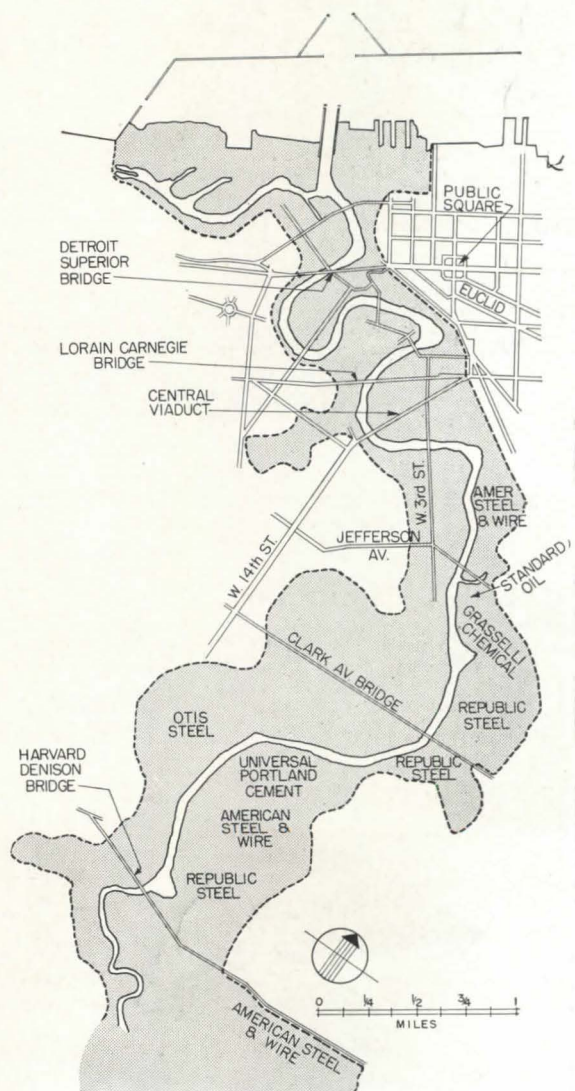 PUBLIC
SQUARE
DETROIT
SUPERIOR
BRIDGE
EUCLID
LORAIN CARNEGIE
BRIDGE
CENTRAL
VIADUCT
W. 3rd ST.
AMER
STEEL
& WIRE
JEFFERSON
AV.
STANDARD
OIL
W. 14th ST.
GRASSELLI
CHEMICAL
CLARK AV BRIDGE
REPUBLIC
STEEL
OTIS
STEEL
HARVARD
DENISON
BRIDGE
UNIVERSAL
PORTLAND
CEMENT
REPUBLIC
STEEL
AMERICAN
STEEL &
WIRE
REPUBLIC
STEEL
0 1/4 1/2 3/4 1
MILES
AMERICAN STEEL
& WIRE